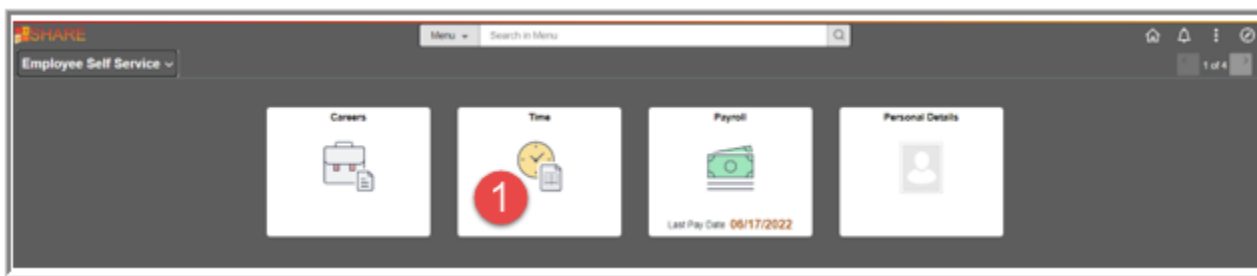 SHARE
Menu
Search in Menu
Employee Self Service
1 of 4
Careers
Time
Payroll
Personal Details
1
Last Pay Date 06/17/2022